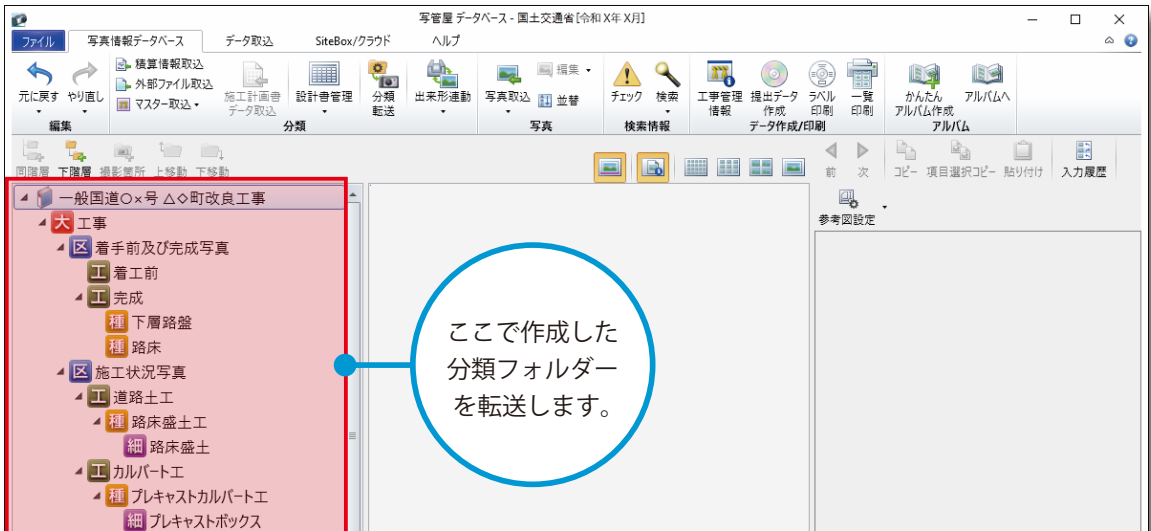 写管屋 データベース - 国土交通省[令和 X年 X月]
ファイル 写真情報データベース データ取込 SiteBox/クラウド ヘルプ
元に戻す やり直し 積算情報取込 外部ファイル取込 マスター取込 施工計画書データ取込 設計書管理 分類転送 出来形連動 写真取込 編集 並替 チェック 検索 工事管理情報 提出データ作成 ラベル印刷 一覧印刷 かんたんアルバム作成 アルバムへ
編集 分類 写真 検索情報 データ作成/印刷 アルバム
同階層 下階層 撮影箇所 上移動 下移動 前 次 コピー 項目選択コピー 貼り付け 入力履歴
一般国道○×号 △◇町改良工事
参考図設定
大 工事
区 着手前及び完成写真
工 着工前
工 完成
種 下層路盤
種 路床
区 施工状況写真
工 道路土工
種 路床盛土工
細 路床盛土
工 カルバート工
種 プレキャストカルバート工
細 プレキャストボックス
ここで作成した
分類フォルダー
を転送します。